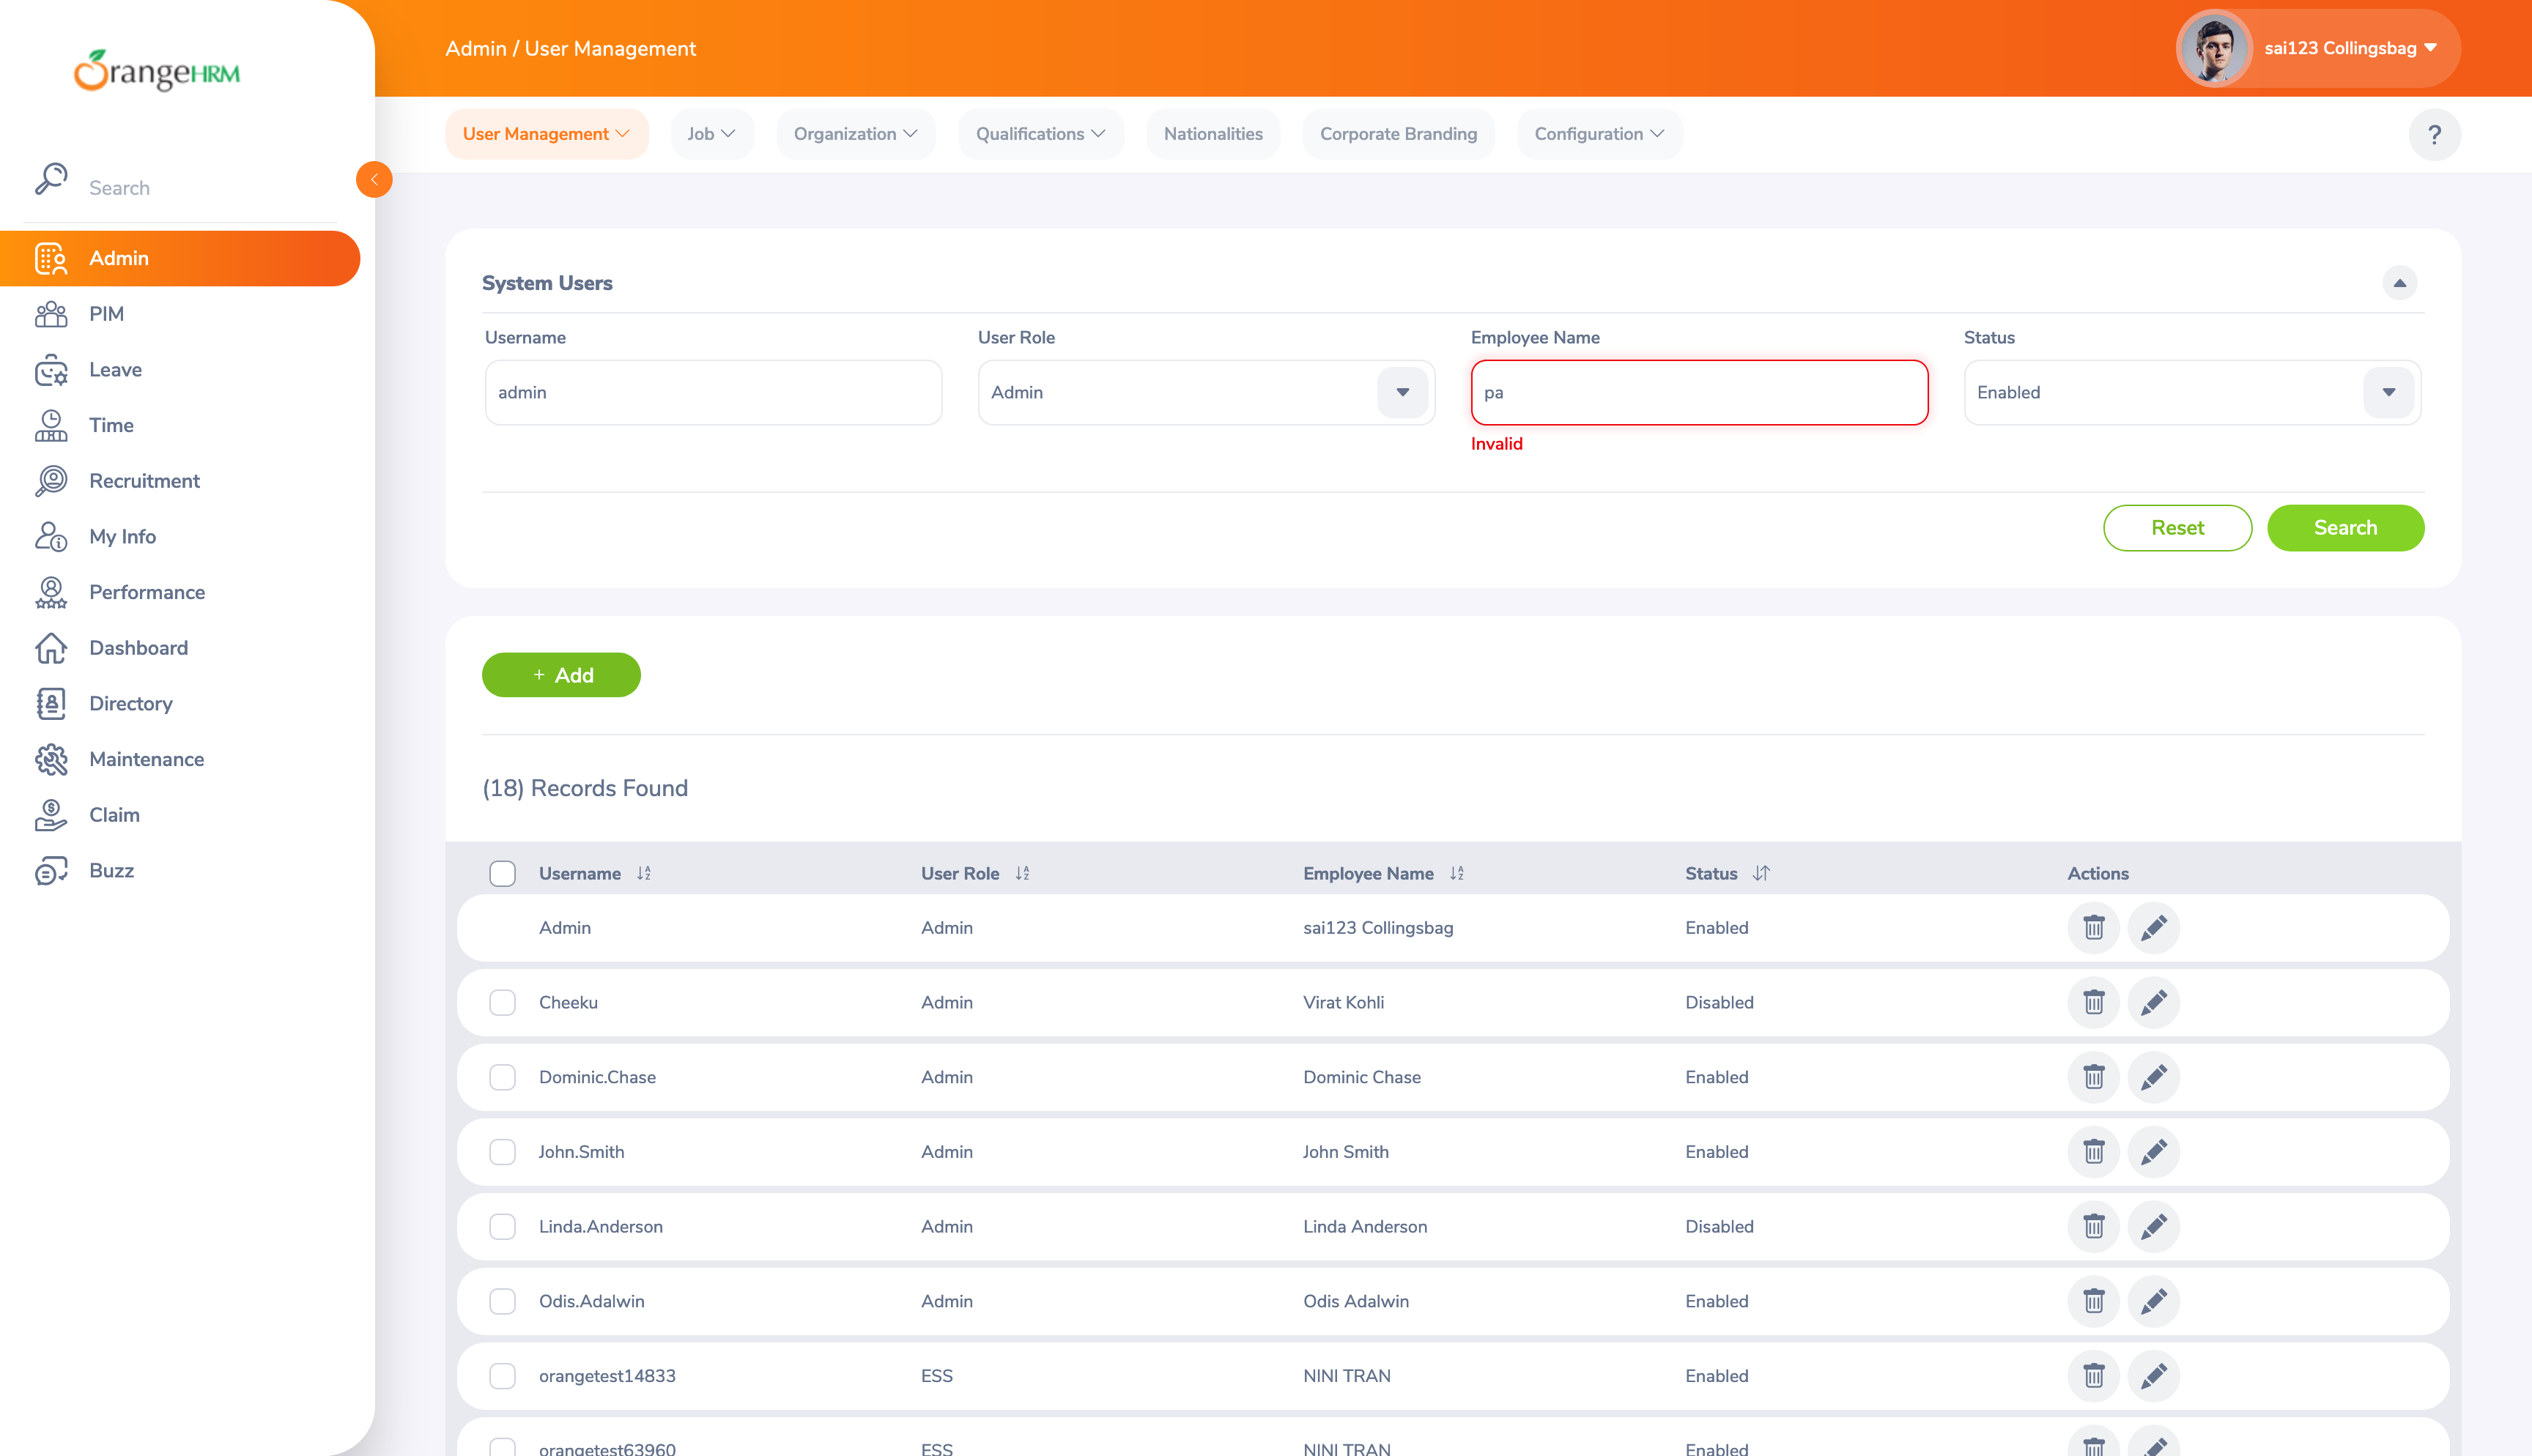 OrangeHRM
Admin / User Management
sai123 Collingsbag
Search
User Management
Job
Organization
Qualifications
Nationalities
Corporate Branding
Configuration
?
Admin
PIM
Leave
Time
Recruitment
My Info
Performance
Dashboard
Directory
Maintenance
Claim
Buzz
System Users
Username User Role Employee Name Status
admin Admin pa Enabled
Invalid
Reset Search
+ Add
(18) Records Found
Username User Role Employee Name Status Actions
Admin Admin sai123 Collingsbag Enabled
Cheeku Admin Virat Kohli Disabled
Dominic.Chase Admin Dominic Chase Enabled
John.Smith Admin John Smith Enabled
Linda.Anderson Admin Linda Anderson Disabled
Odis.Adalwin Admin Odis Adalwin Enabled
orangetest14833 ESS NINI TRAN Enabled
orangetest63960 ESS NINI TRAN Enabled